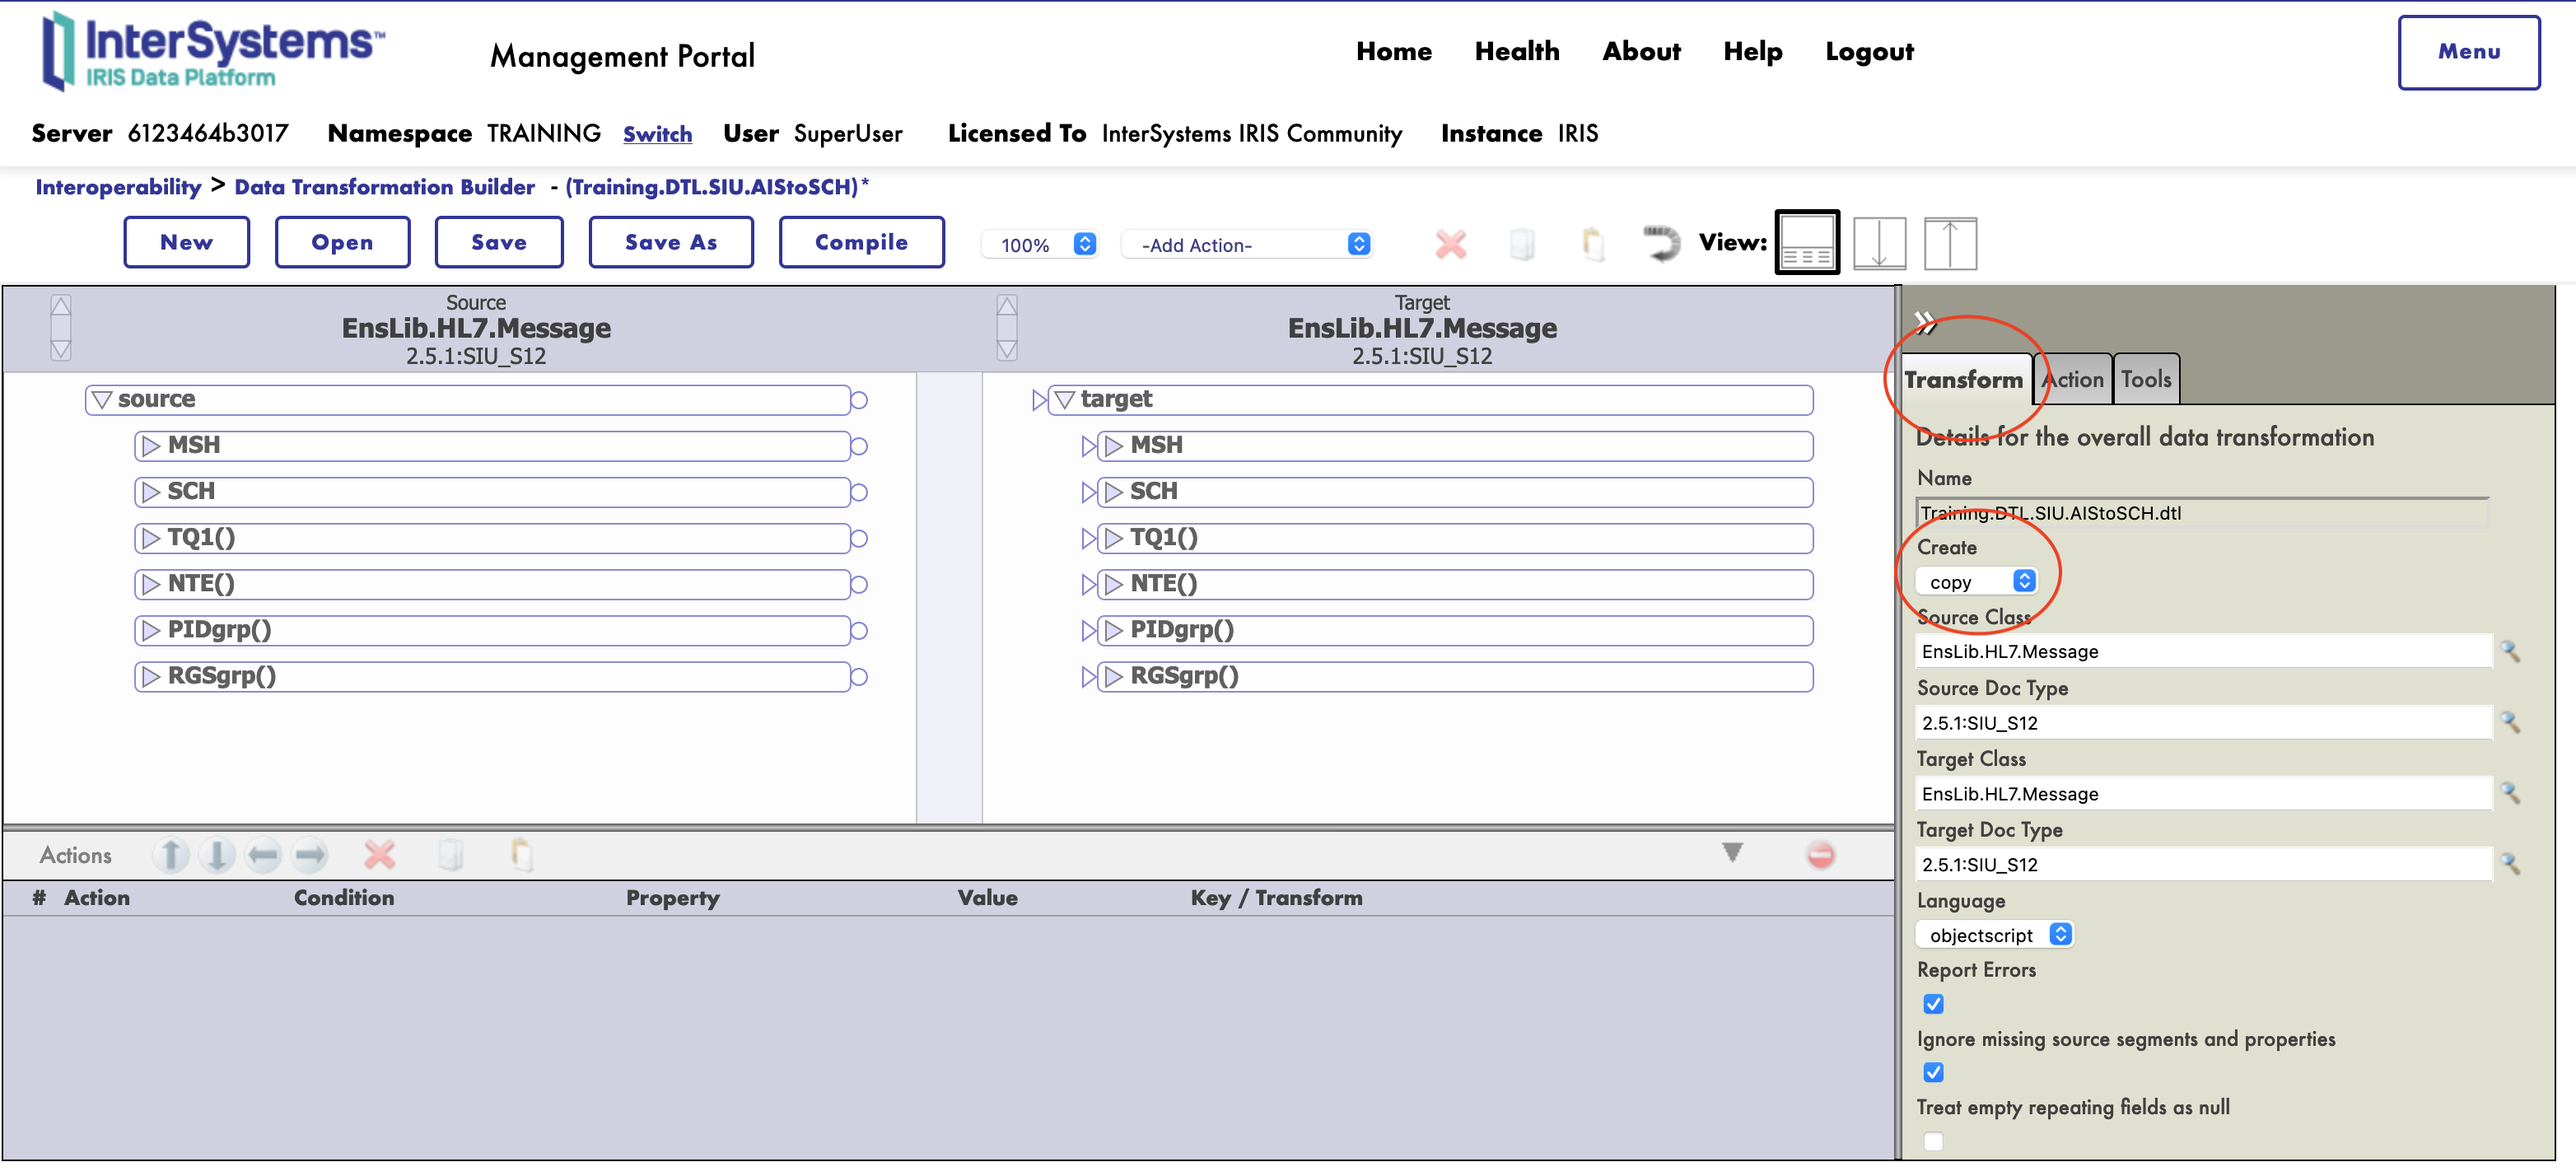 InterSystems™
IRIS Data Platform
Management Portal
Home Health About Help Logout
Menu
Server 6123464b3017 Namespace TRAINING Switch User SuperUser Licensed To InterSystems IRIS Community Instance IRIS
Interoperability > Data Transformation Builder - (Training.DTL.SIU.AIStoSCH)*
New Open Save Save As Compile 100% -Add Action- View:
Source
EnsLib.HL7.Message
2.5.1:SIU_S12
Target
EnsLib.HL7.Message
2.5.1:SIU_S12
source
MSH
SCH
TQ1()
NTE()
PIDgrp()
RGSgrp()
target
MSH
SCH
TQ1()
NTE()
PIDgrp()
RGSgrp()
Actions
# Action Condition Property Value Key / Transform
»
Transform Action Tools
Details for the overall data transformation
Name
Training.DTL.SIU.AIStoSCH.dtl
Create
copy
Source Class
EnsLib.HL7.Message
Source Doc Type
2.5.1:SIU_S12
Target Class
EnsLib.HL7.Message
Target Doc Type
2.5.1:SIU_S12
Language
objectscript
Report Errors
Ignore missing source segments and properties
Treat empty repeating fields as null